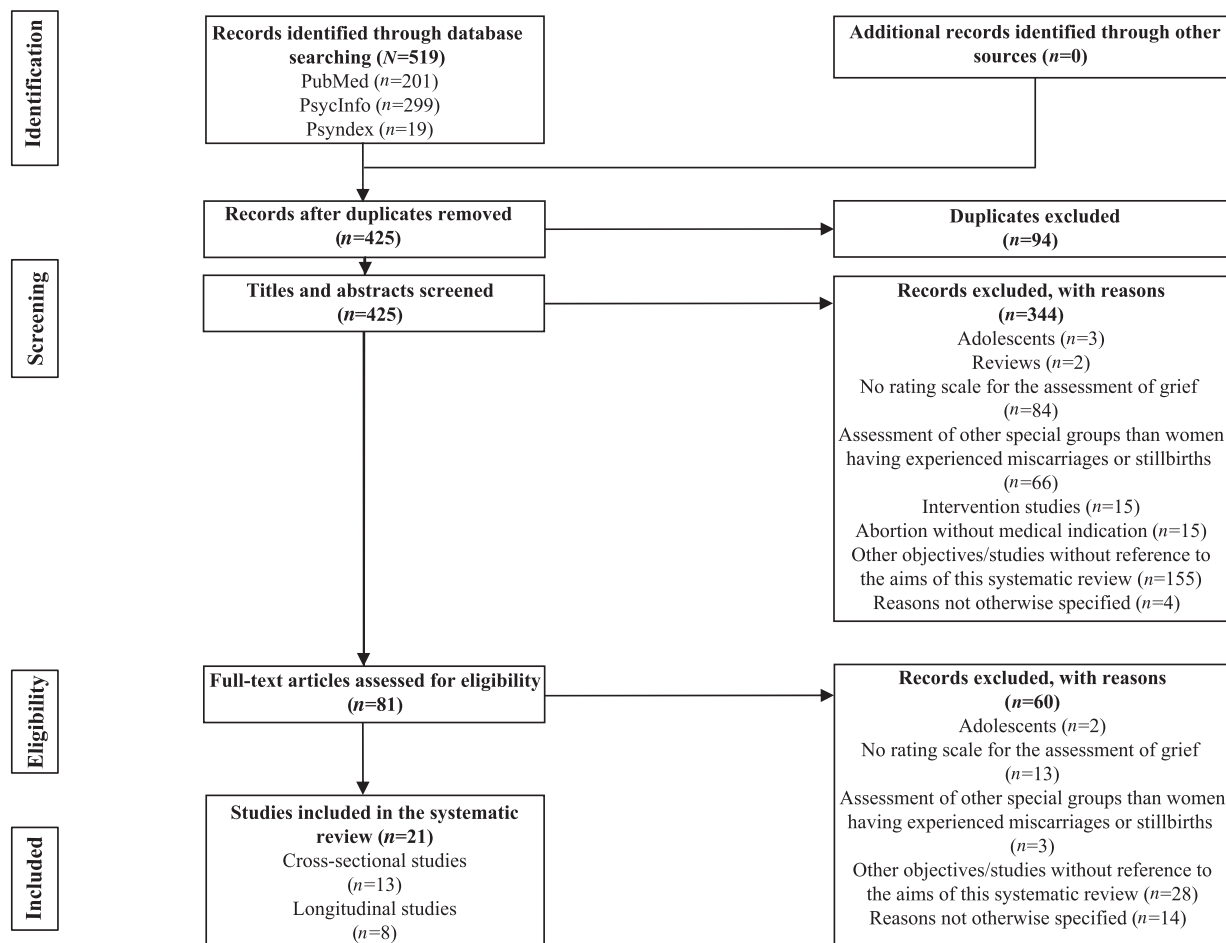 Identification
Records identified through database
searching (N=519)
PubMed (n=201)
PsycInfo (n=299)
Psyndex (n=19)
Additional records identified through other
sources (n=0)
Records after duplicates removed
(n=425)
Duplicates excluded
(n=94)
Screening
Titles and abstracts screened
(n=425)
Records excluded, with reasons
(n=344)
Adolescents (n=3)
Reviews (n=2)
No rating scale for the assessment of grief
(n=84)
Assessment of other special groups than women
having experienced miscarriages or stillbirths
(n=66)
Intervention studies (n=15)
Abortion without medical indication (n=15)
Other objectives/studies without reference to
the aims of this systematic review (n=155)
Reasons not otherwise specified (n=4)
Eligibility
Full-text articles assessed for eligibility
(n=81)
Records excluded, with reasons
(n=60)
Adolescents (n=2)
No rating scale for the assessment of grief
(n=13)
Assessment of other special groups than women
having experienced miscarriages or stillbirths
(n=3)
Other objectives/studies without reference to
the aims of this systematic review (n=28)
Reasons not otherwise specified (n=14)
Included
Studies included in the systematic
review (n=21)
Cross-sectional studies
(n=13)
Longitudinal studies
(n=8)